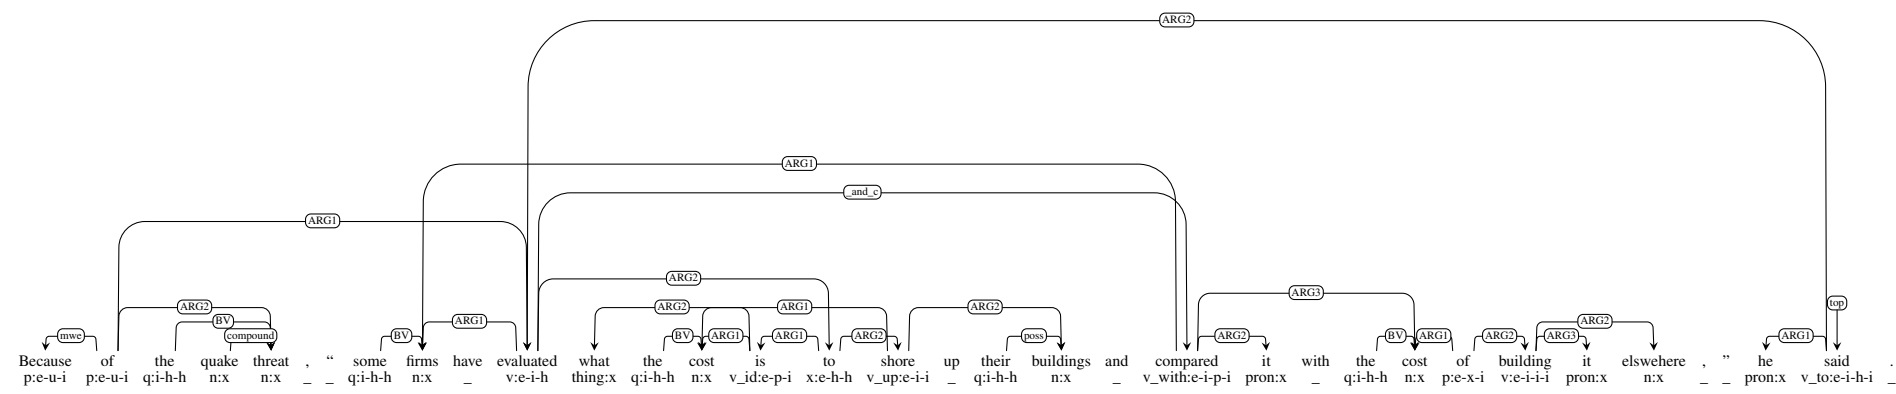 ARG2
ARG1
_and_c
ARG1
ARG2
ARG3
top
ARG2 ARG2 ARG1 ARG2
BV ARG1 ARG2
mwe compound BV BV ARG1 ARG1 ARG2 poss ARG2 BV ARG1 ARG2 ARG3 ARG1
Because of the quake threat , “ some firms have evaluated what the cost is to shore up their buildings and compared it with the cost of building it elswehere , ” he said .
p:e-u-i p:e-u-i q:i-h-h n:x n:x _ _ q:i-h-h n:x _ v:e-i-h thing:x q:i-h-h n:x v_id:e-p-i x:e-h-h v_up:e-i-i _ q:i-h-h n:x _ v_with:e-i-p-i pron:x _ q:i-h-h n:x p:e-x-i v:e-i-i-i pron:x n:x _ _ pron:x v_to:e-i-h-i _